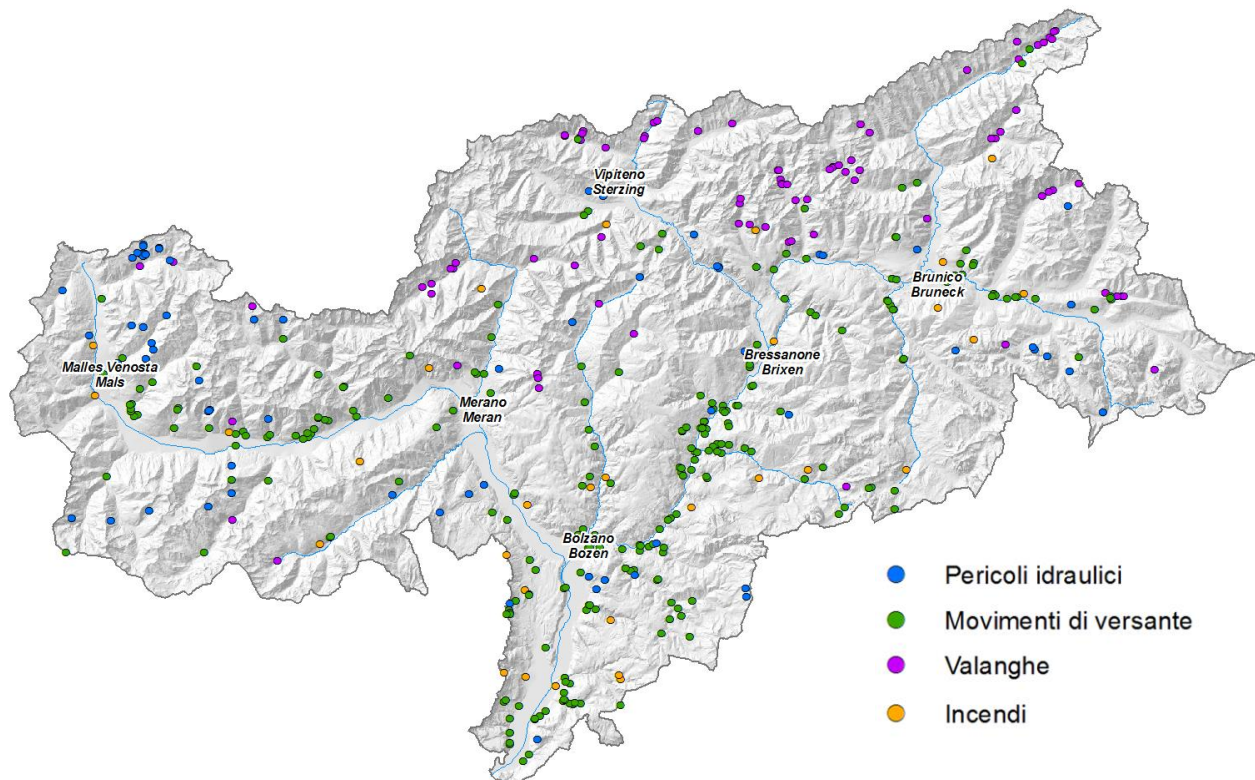 Vipiteno
Sterzing
Brunico
Bruneck
Bressanone
Brixen
Malles Venosta
Mals
Merano
Meran
Bolzano
Bozen
Pericoli idraulici
Movimenti di versante
Valanghe
Incendi